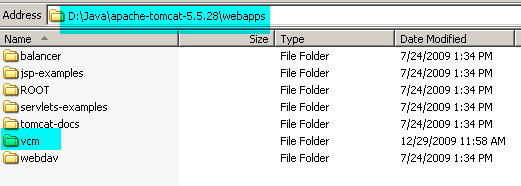 Address D:\Java\apache-tomcat-5.5.28\webapps
Name Size Type Date Modified
balancer File Folder 7/24/2009 1:34 PM
jsp-examples File Folder 7/24/2009 1:34 PM
ROOT File Folder 7/24/2009 1:34 PM
servlets-examples File Folder 7/24/2009 1:34 PM
tomcat-docs File Folder 7/24/2009 1:34 PM
vcm File Folder 12/29/2009 11:58 AM
webdav File Folder 7/24/2009 1:34 PM